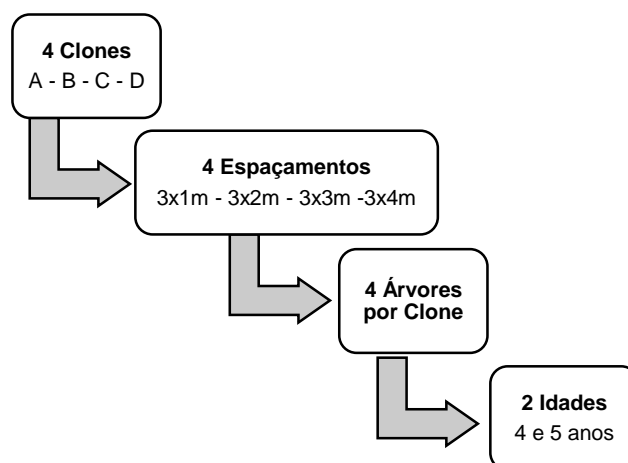 4 Clones
A - B - C - D
4 Espaçamentos
3x1m - 3x2m - 3x3m -3x4m
4 Árvores
por Clone
2 Idades
4 e 5 anos